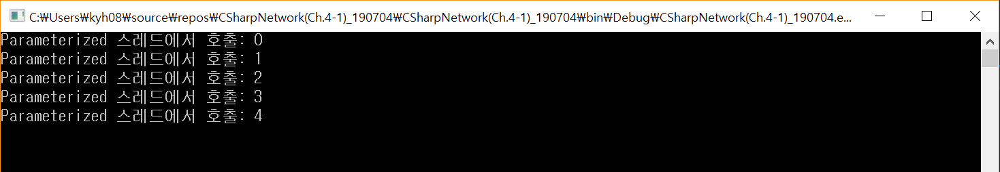 C:₩Users₩kyh08₩source₩repos₩CSharpNetwork(Ch.4-1)_190704₩CSharpNetwork(Ch.4-1)_190704₩bin₩Debug₩CSharpNetwork(Ch.4-1)_190704.e...
Parameterized 스레드에서 호출: 0
Parameterized 스레드에서 호출: 1
Parameterized 스레드에서 호출: 2
Parameterized 스레드에서 호출: 3
Parameterized 스레드에서 호출: 4